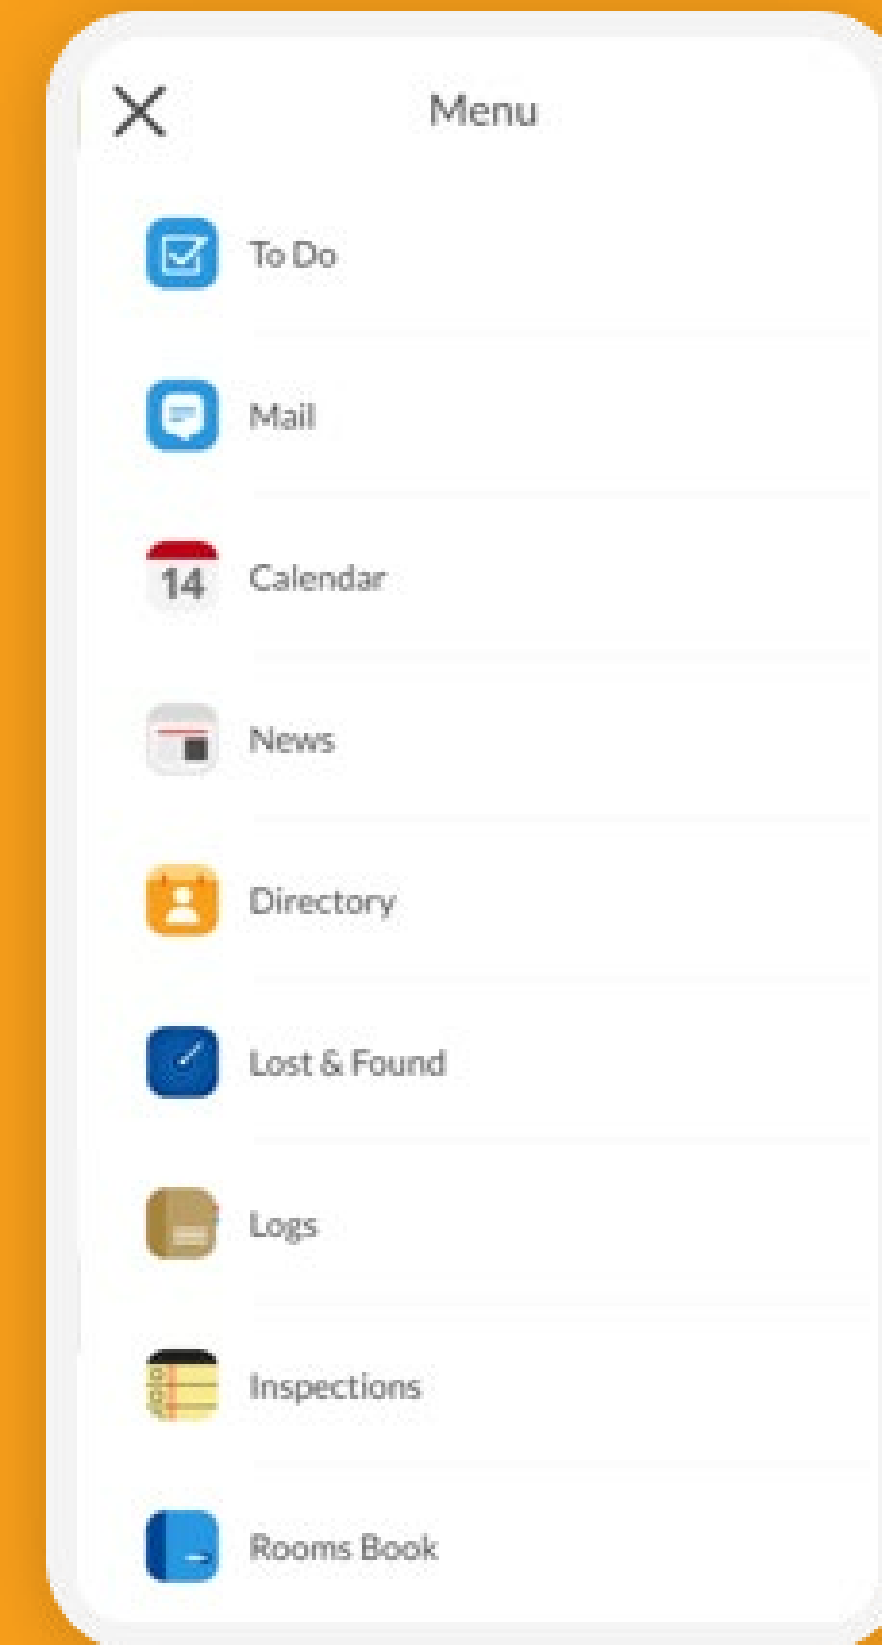 Menu
To Do
Mail
14
Calendar
News
Directory
Lost & Found
Logs
Inspections
Rooms Book